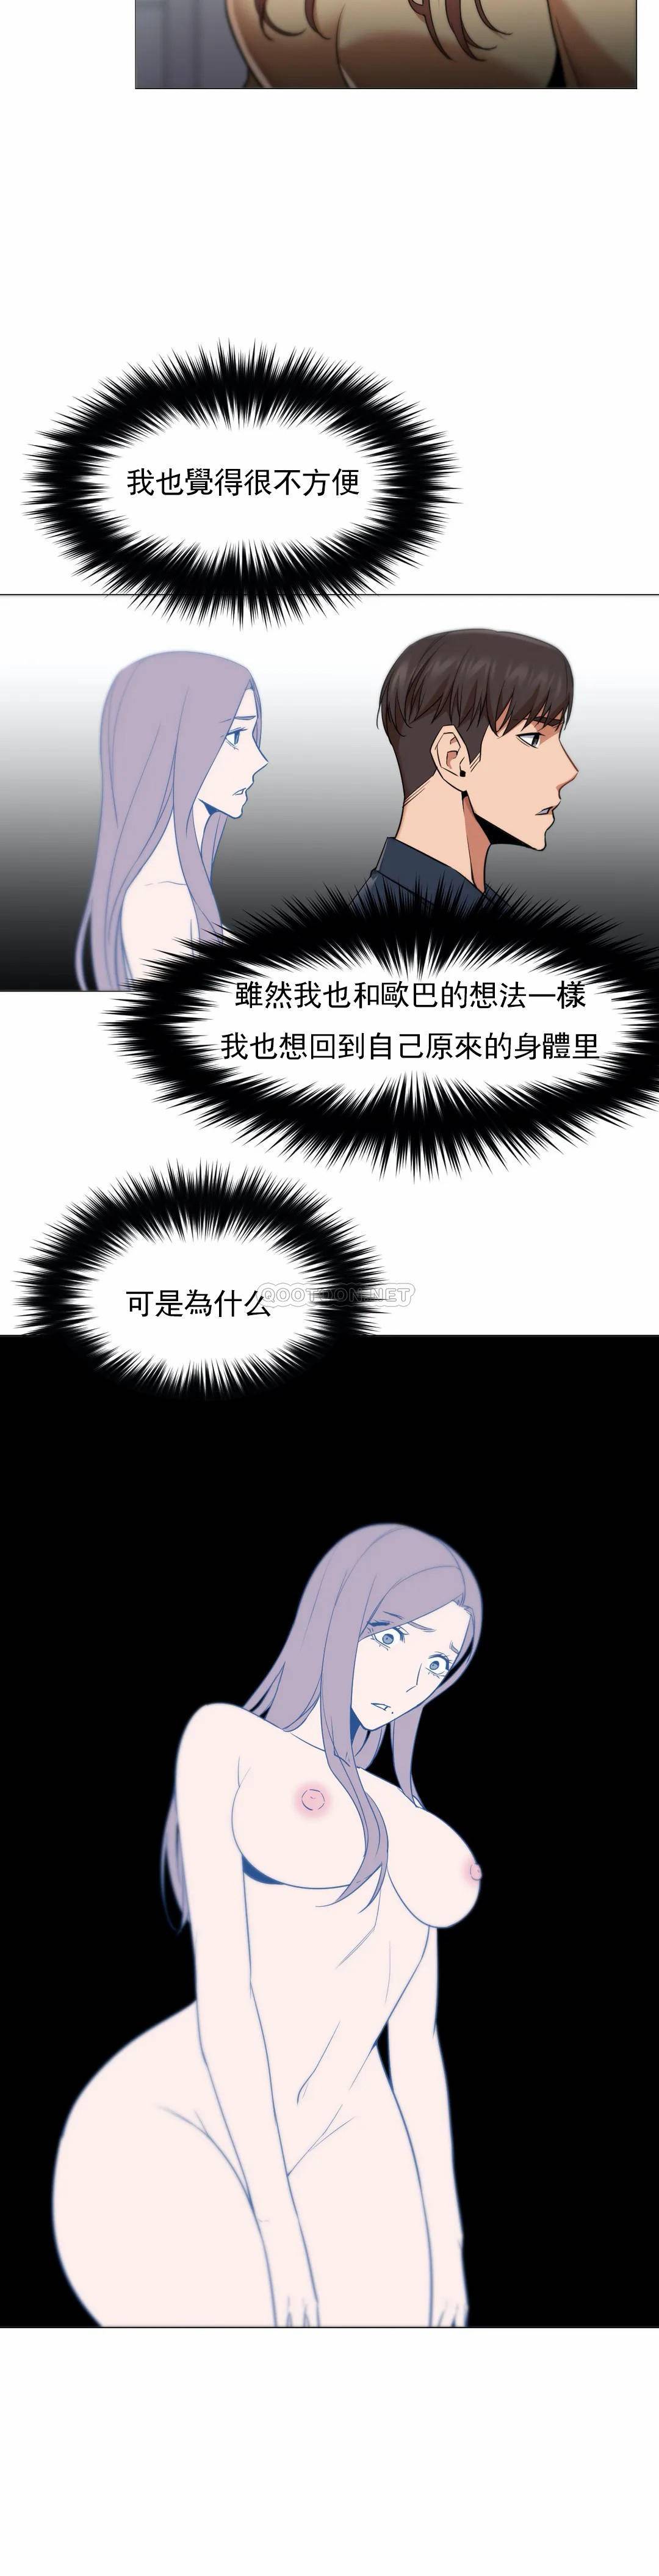 我也覺得很不方便
雖然我也和歐巴的想法一樣
我也想回到自己原來的身體里
可是為什么
QOOTOON.NET